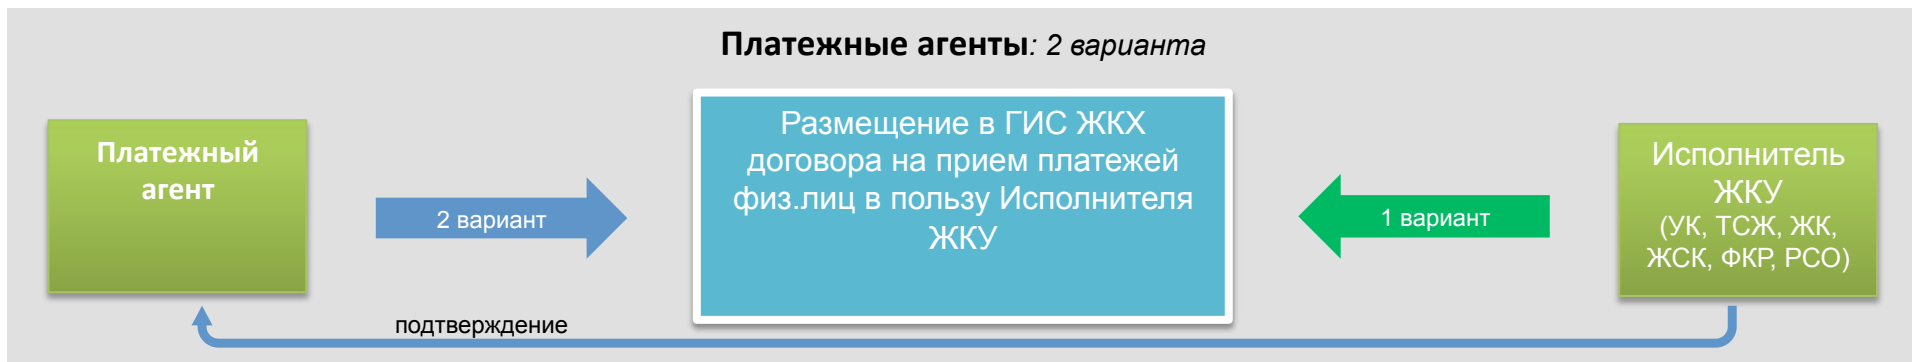 Платежные агенты: 2 варианта
Платежный
агент
2 вариант
Размещение в ГИС ЖКХ
договора на прием платежей
физ.лиц в пользу Исполнителя
ЖКУ
1 вариант
Исполнитель
ЖКУ
(УК, ТСЖ, ЖК,
ЖСК, ФКР, РСО)
подтверждение